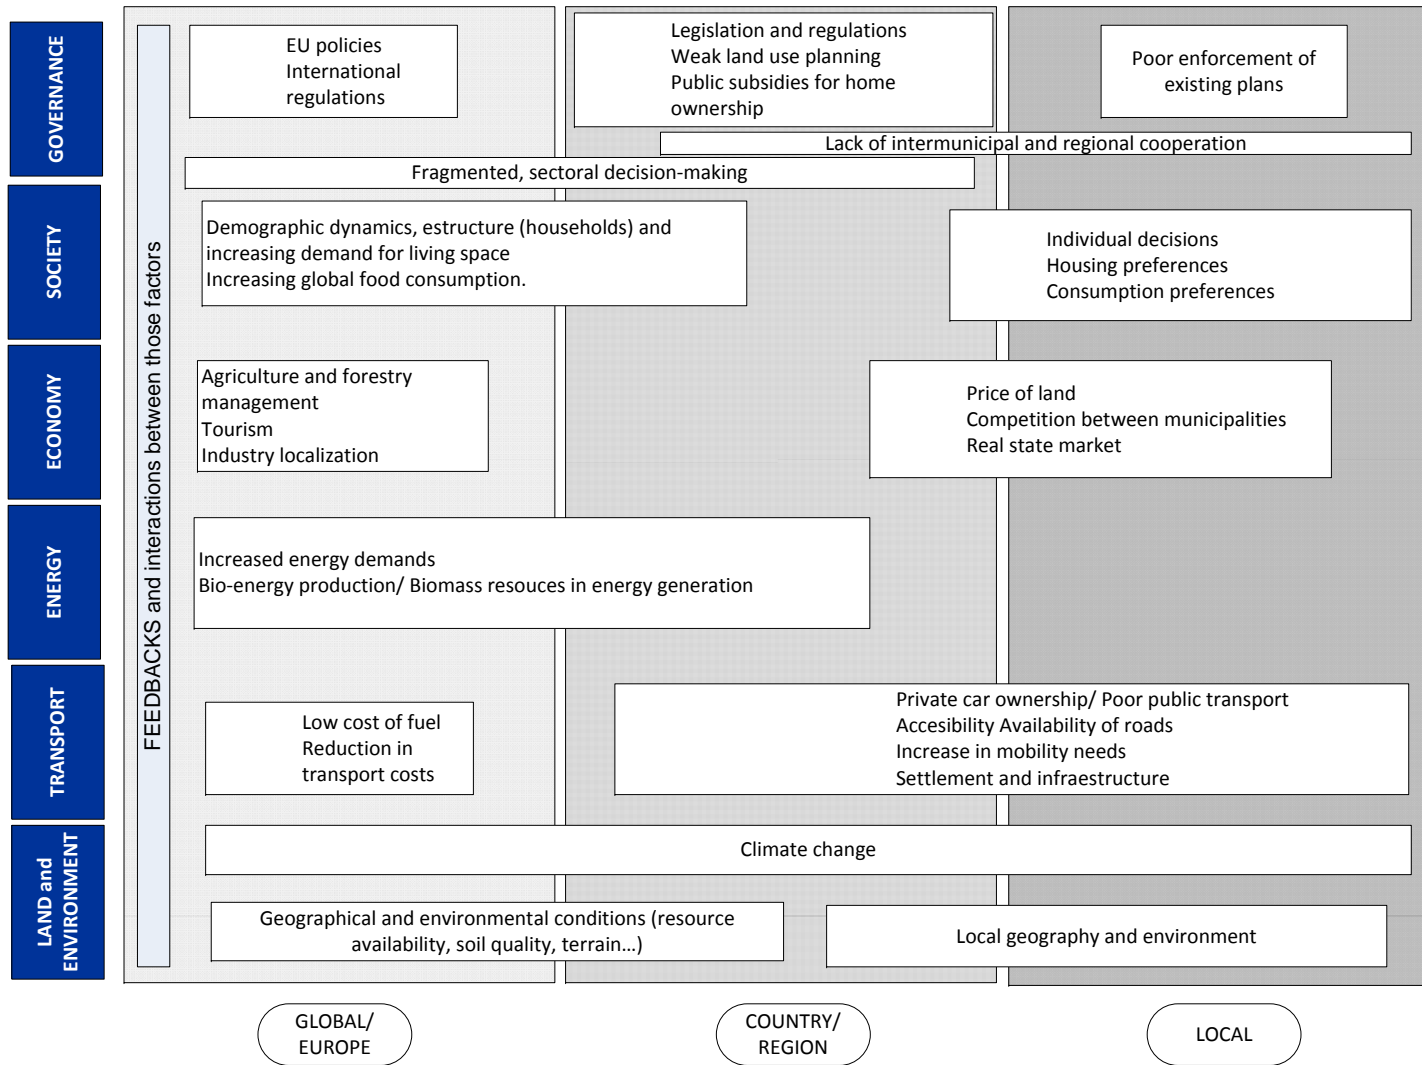 GOVERNANCE
EU policies
International
regulations
Legislation and regulations
Weak land use planning
Public subsidies for home
ownership
Poor enforcement of
existing plans
Lack of intermunicipal and regional cooperation
Fragmented, sectoral decision-making
FEEDBACKS and interactions between those factors
SOCIETY
Demographic dynamics, estructure (households) and
increasing demand for living space
Increasing global food consumption.
Individual decisions
Housing preferences
Consumption preferences
ECONOMY
Agriculture and forestry
management
Tourism
Industry localization
Price of land
Competition between municipalities
Real state market
ENERGY
Increased energy demands
Bio-energy production/ Biomass resouces in energy generation
TRANSPORT
Low cost of fuel
Reduction in
transport costs
Private car ownership/ Poor public transport
Accesibility Availability of roads
Increase in mobility needs
Settlement and infraestructure
LAND and
ENVIRONMENT
Climate change
Geographical and environmental conditions (resource
availability, soil quality, terrain…)
Local geography and environment
GLOBAL/
EUROPE
COUNTRY/
REGION
LOCAL